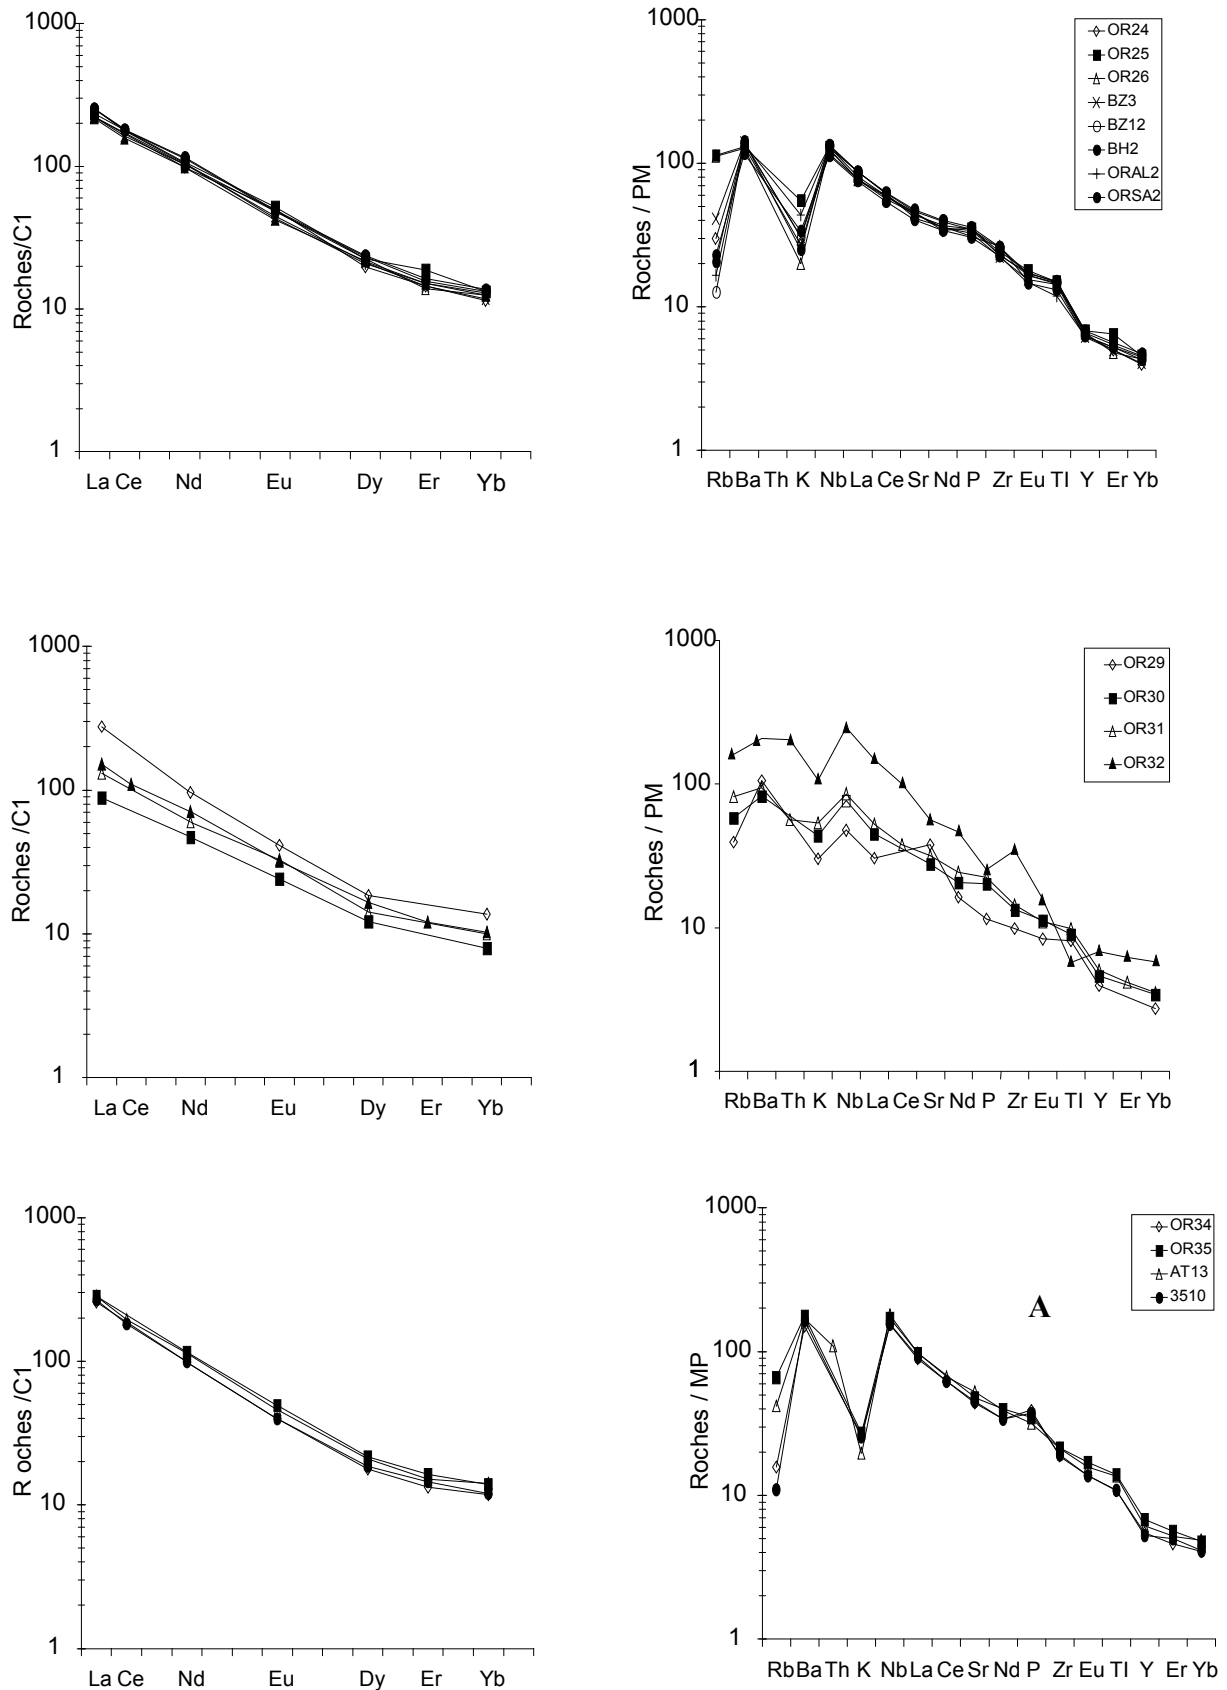 1000
100
10
1
Roches/C1
La Ce Nd Eu Dy Er Yb
1000
100
10
1
Roches / PM
Rb Ba Th K Nb La Ce Sr Nd P Zr Eu TI Y Er Yb
OR24
OR25
OR26
BZ3
BZ12
BH2
ORAL2
ORSA2
1000
100
10
1
Roches /C1
La Ce Nd Eu Dy Er Yb
1000
100
10
1
Roches / PM
Rb Ba Th K Nb La Ce Sr Nd P Zr Eu TI Y Er Yb
OR29
OR30
OR31
OR32
1000
100
10
1
R oches /C1
La Ce Nd Eu Dy Er Yb
1000
100
10
1
Roches / MP
Rb Ba Th K Nb La Ce Sr Nd P Zr Eu TI Y Er Yb
OR34
OR35
AT13
3510
A